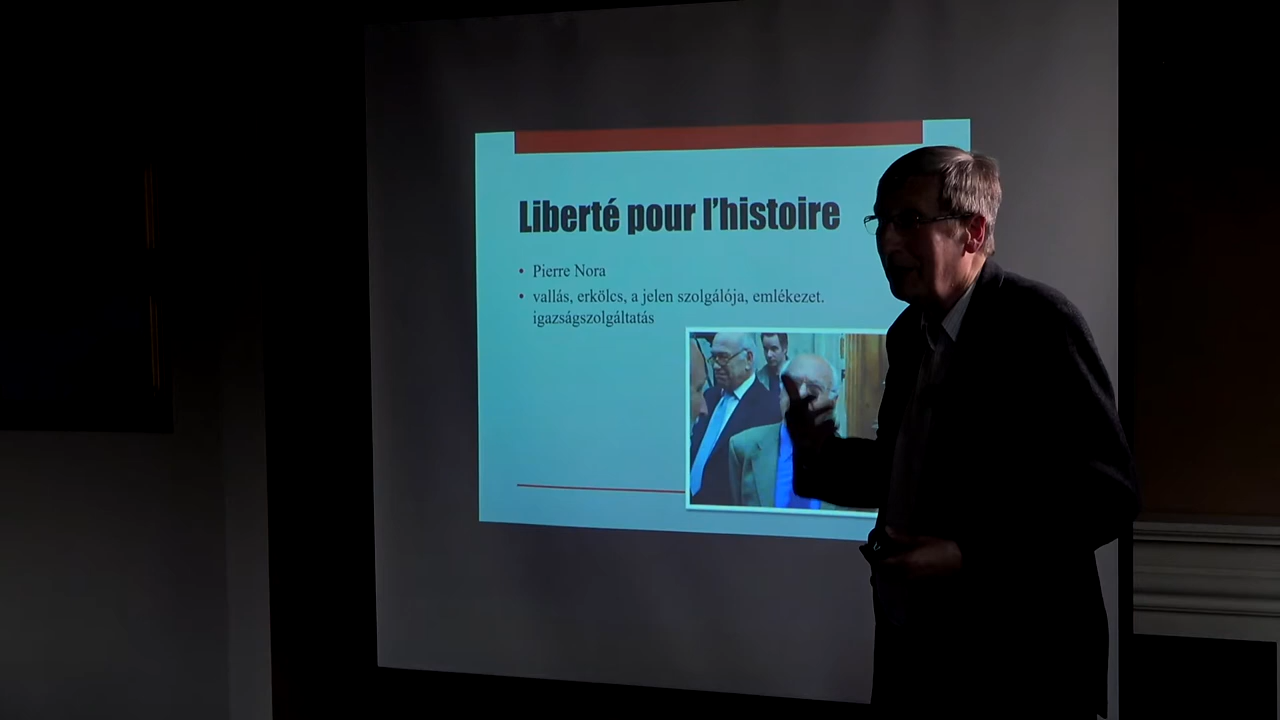 Liberté pour l'histoire
• Pierre Nora
• vallás, erkölcs, a jelen szolgálója, emlékezet.
igazságszolgáltatás